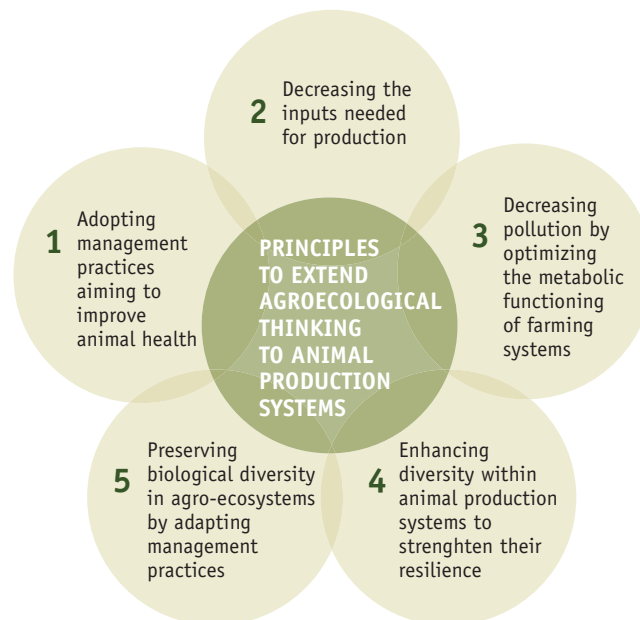 PRINCIPLES
TO EXTEND
AGROECOLOGICAL
THINKING
TO ANIMAL
PRODUCTION
SYSTEMS
1 Adopting
management
practices
aiming to
improve
animal health
2 Decreasing the
inputs needed
for production
3 Decreasing
pollution by
optimizing
the metabolic
functioning
of farming
systems
4 Enhancing
diversity within
animal production
systems to
strenghten their
resilience
5 Preserving
biological diversity
in agro-ecosystems
by adapting
management
practices